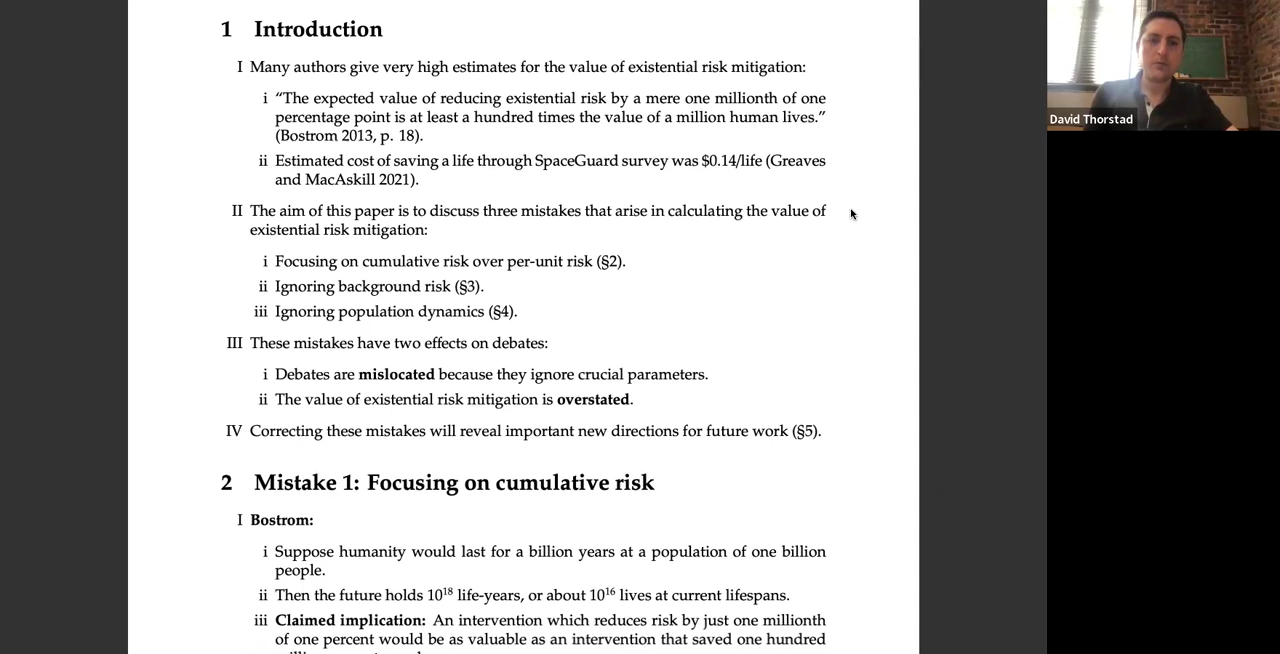 1 Introduction
I Many authors give very high estimates for the value of existential risk mitigation:
i “The expected value of reducing existential risk by a mere one millionth of one
percentage point is at least a hundred times the value of a million human lives.”
(Bostrom 2013, p. 18).
ii Estimated cost of saving a life through SpaceGuard survey was $0.14/life (Greaves
and MacAskill 2021).
II The aim of this paper is to discuss three mistakes that arise in calculating the value of
existential risk mitigation:
i Focusing on cumulative risk over per-unit risk (§2).
ii Ignoring background risk (§3).
iii Ignoring population dynamics (§4).
III These mistakes have two effects on debates:
i Debates are mislocated because they ignore crucial parameters.
ii The value of existential risk mitigation is overstated.
IV Correcting these mistakes will reveal important new directions for future work (§5).
2 Mistake 1: Focusing on cumulative risk
I Bostrom:
i Suppose humanity would last for a billion years at a population of one billion
people.
ii Then the future holds 10¹⁸ life-years, or about 10¹⁶ lives at current lifespans.
iii Claimed implication: An intervention which reduces risk by just one millionth
of one percent would be as valuable as an intervention that saved one hundred
David Thorstad